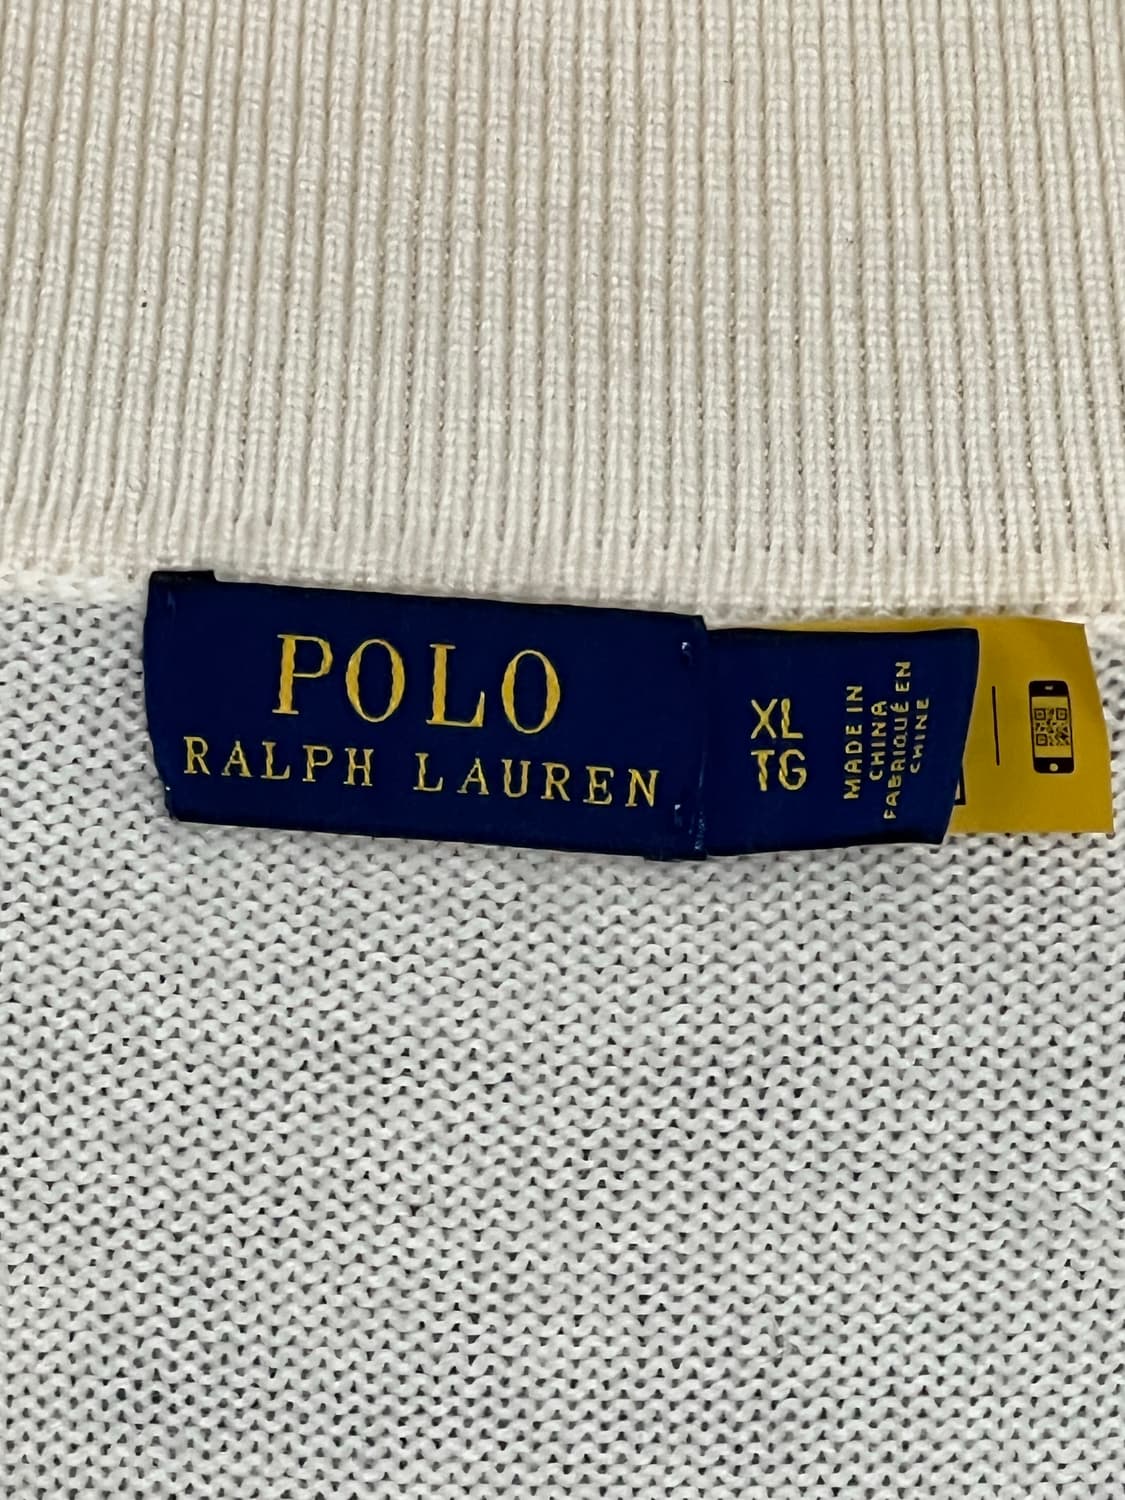 POLO
RALPH LAUREN
XL
TG
MADE IN
CHINA
FABRIQUÉ EN
CHINE